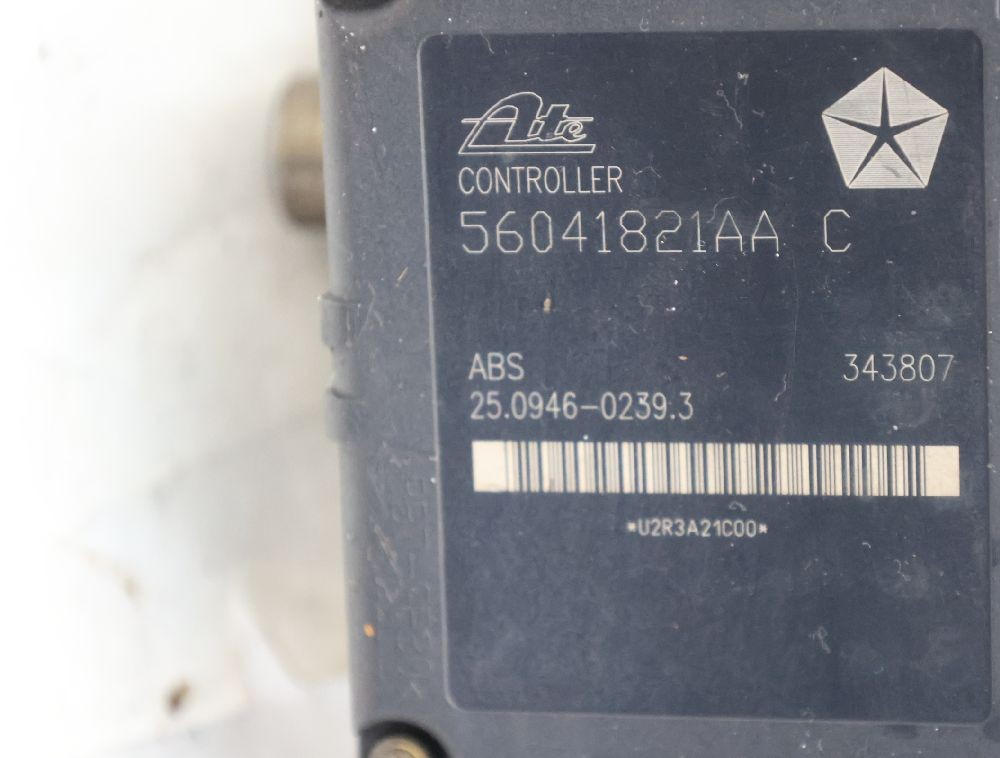 Ate
CONTROLLER
56041821AA C
ABS 343807
25.0946-0239.3
*U2R3A21C00*